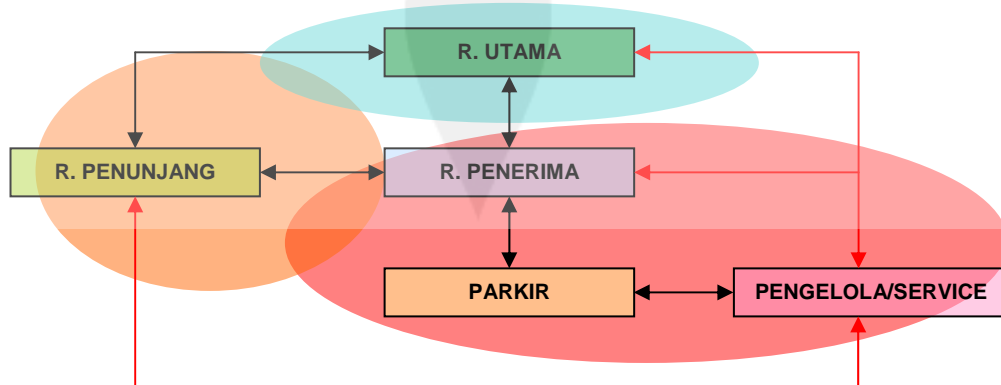 R. UTAMA
R. PENUNJANG
R. PENERIMA
PARKIR
PENGELOLA/SERVICE